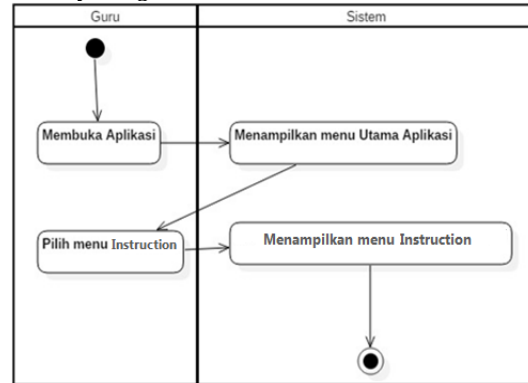 Guru
Sistem
Membuka Aplikasi
Menampilkan menu Utama Aplikasi
Pilih menu Instruction
Menampilkan menu Instruction